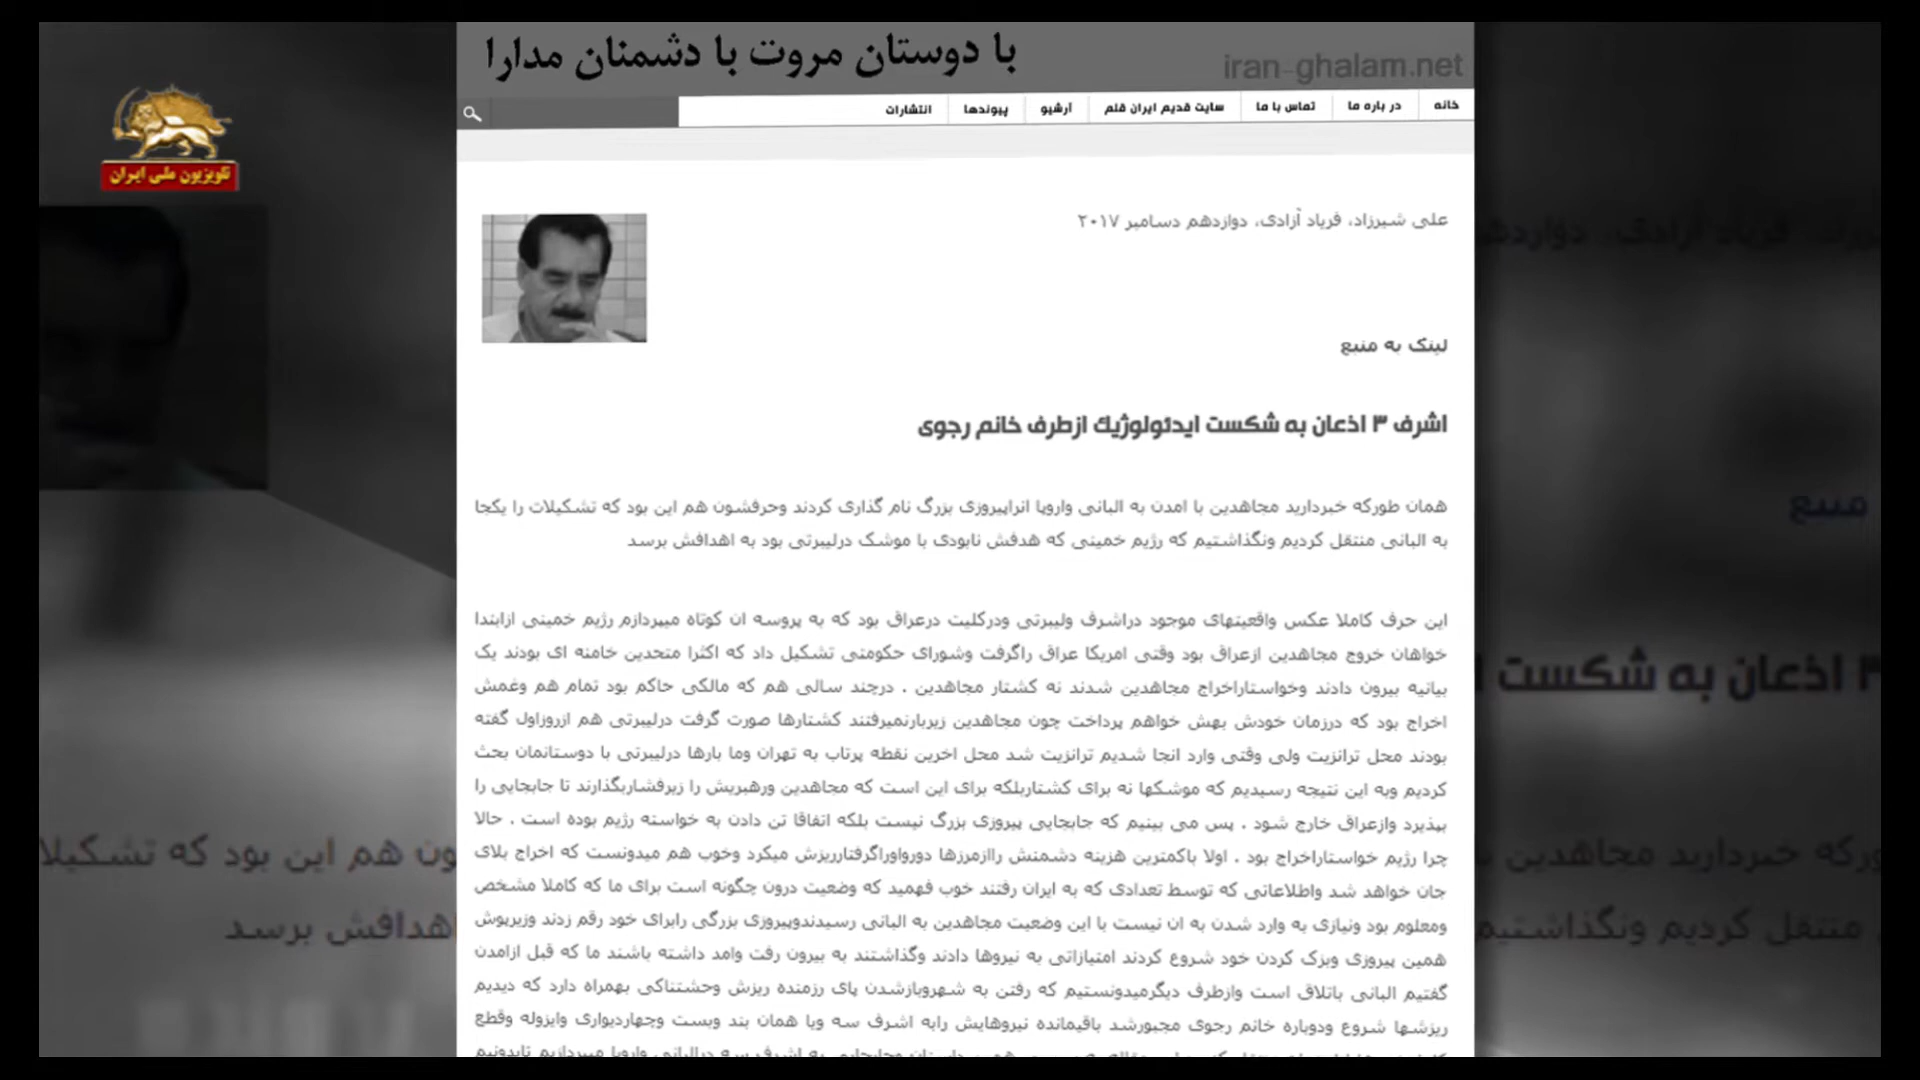 با دوستان مروت با دشمنان مدارا
iran-ghalam.net
خانه
در باره ما
تماس با ما
سایت قدیم ایران قلم
آرشیو
پیوندها
انتشارات
تلویزیون ملی ایران
علی شیرزاد، فریاد آزادی، دوازدهم دسامبر ۲۰۱۷
لینک به منبع
اشرف ۳ اذعان به شکست ایدئولوژیك ازطرف خانم رجوی
همان طورکه خبردارید مجاهدین با امدن به البانی واروپا انراپیروزی بزرگ نام گذاری کردند وحرفشون هم این بود که تشکیلات را یکجا
به البانی منتقل کردیم ونگذاشتیم که رژیم خمینی که هدفش نابودی با موشک درلیبرتی بود به اهدافش برسد
این حرف کاملا عکس واقعیتهای موجود دراشرف ولیبرتی ودرکلیت درعراق بود که به پروسه ان کوتاه میپردازم رژیم خمینی ازابتدا
خواهان خروج مجاهدین ازعراق بود وقتی امریکا عراق راگرفت وشورای حکومتی تشکیل داد که اکثرا متحدین خامنه ای بودند یک
بیانیه بیرون دادند وخواستاراخراج مجاهدین شدند نه کشتار مجاهدین . درچند سالی هم که مالکی حاکم بود تمام هم وغمش
اخراج بود که درزمان خودش بهش خواهم پرداخت چون مجاهدین زیربارنمیرفتند کشتارها صورت گرفت درلیبرتی هم ازروزاول گفته
بودند محل ترانزیت ولی وقتی وارد انجا شدیم ترانزیت شد محل اخرین نقطه پرتاب به تهران وما بارها درلیبرتی با دوستانمان بحث
کردیم وبه این نتیجه رسیدیم که موشکها نه برای کشتاربلکه برای این است که مجاهدین ورهبریش را زیرفشاربگذارند تا جابجایی را
بپذیرد وازعراق خارج شود . پس می بینیم که جابجایی پیروزی بزرگ نیست بلکه اتفاقا تن دادن به خواسته رژیم بوده است . حالا
چرا رژیم خواستاراخراج بود . اولا باکمترین هزینه دشمنش راازمرزها دورواوراگرفتارریزش میکرد وخوب هم میدونست که اخراج بلای
جان خواهد شد واطلاعاتی که توسط تعدادی که به ایران رفتند خوب فهمید که وضعیت درون چگونه است برای ما که کاملا مشخص
ومعلوم بود ونیازی به وارد شدن به ان نیست با این وضعیت مجاهدین به البانی رسیدندوپیروزی بزرگی رابرای خود رقم زدند وزیرپوش
همین پیروزی وبزک کردن خود شروع کردند امتیازاتی به نیروها دادند وگذاشتند به بیرون رفت وامد داشته باشند ما که قبل ازامدن
گفتیم البانی باتلاق است وازطرف دیگرمیدونستیم که رفتن به شهروبازشدن پای رزمنده ریزش وحشتناکی بهمراه دارد که دیدیم
ریزشها شروع ودوباره خانم رجوی مجبورشد باقیمانده نیروهایش رابه اشرف سه وبا همان بند وبست وچهاردیواری وایزوله وقطع